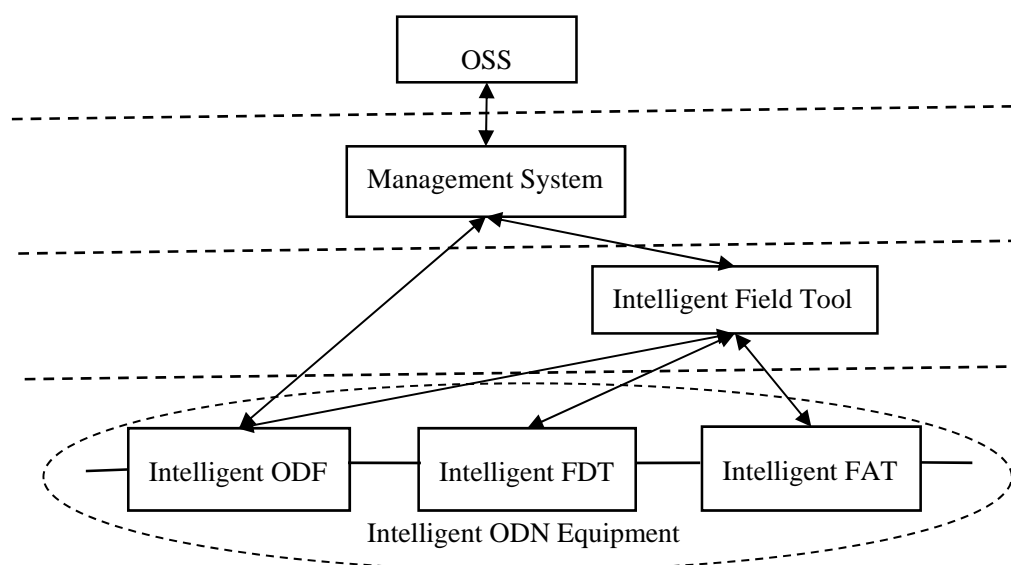 OSS
Management System
Intelligent Field Tool
Intelligent ODF
Intelligent FDT
Intelligent FAT
Intelligent ODN Equipment